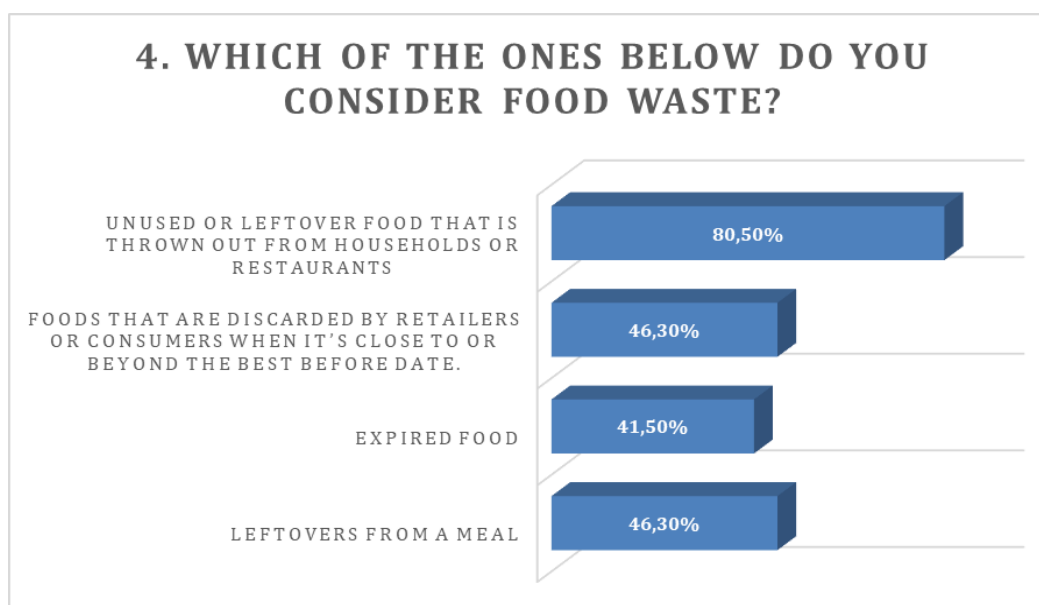 4. WHICH OF THE ONES BELOW DO YOU
CONSIDER FOOD WASTE?
UNUSED OR LEFTOVER FOOD THAT IS
THROWN OUT FROM HOUSEHOLDS OR
RESTAURANTS
80,50%
FOODS THAT ARE DISCARDED BY RETAILERS
OR CONSUMERS WHEN IT’S CLOSE TO OR
BEYOND THE BEST BEFORE DATE.
46,30%
EXPIRED FOOD
41,50%
LEFTOVERS FROM A MEAL
46,30%